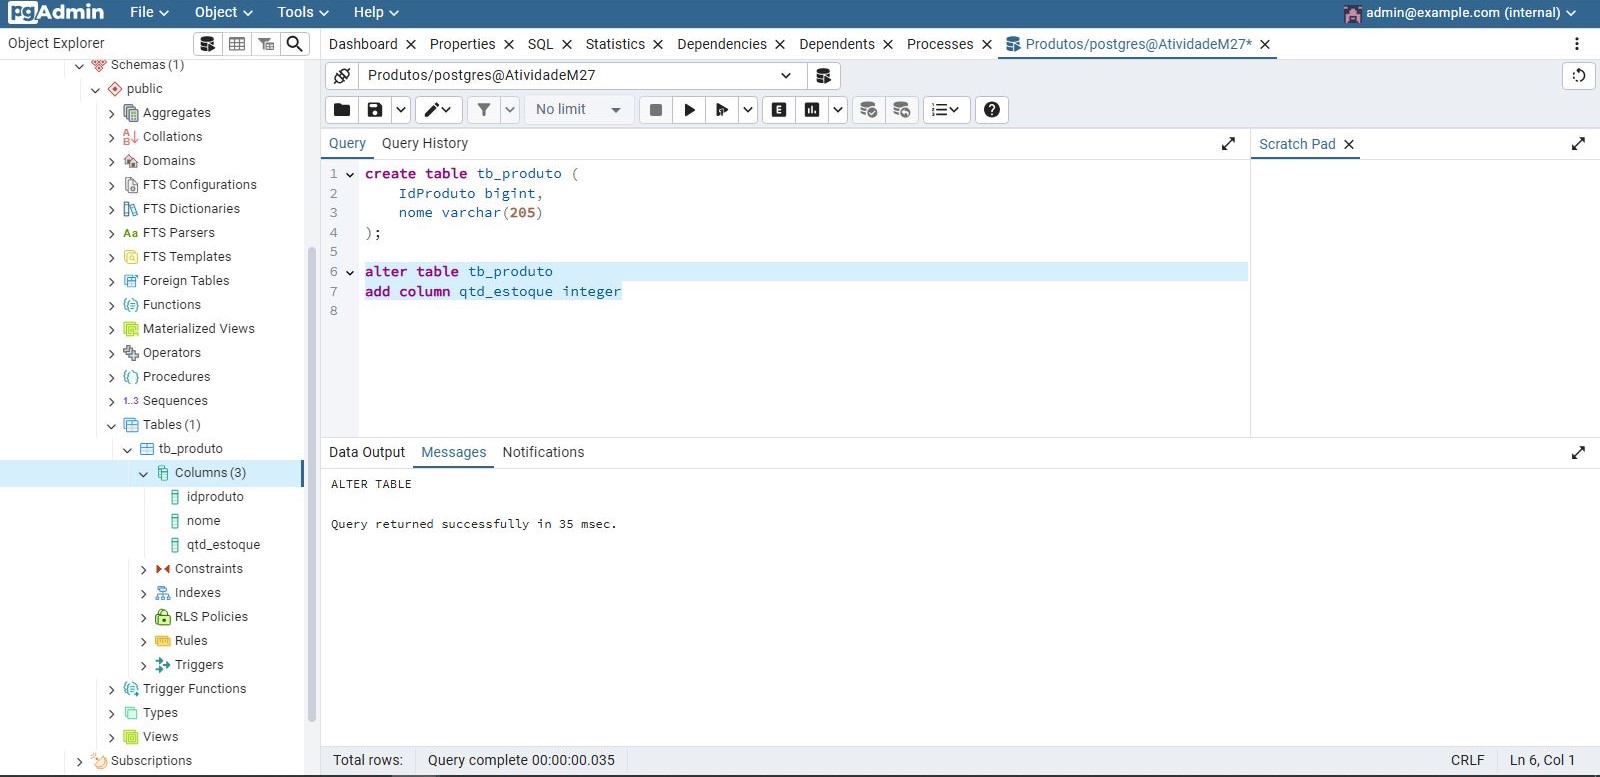 pgAdmin File Object Tools Help admin@example.com (internal)
Object Explorer
Dashboard Properties SQL Statistics Dependencies Dependents Processes Produtos/postgres@AtividadeM27*
Schemas (1)
public
Aggregates
Collations
Domains
FTS Configurations
FTS Dictionaries
Aa FTS Parsers
FTS Templates
Foreign Tables
Functions
Materialized Views
Operators
Procedures
1..3 Sequences
Tables (1)
tb_produto
Columns (3)
idproduto
nome
qtd_estoque
Constraints
Indexes
RLS Policies
Rules
Triggers
Trigger Functions
Types
Views
Subscriptions
Produtos/postgres@AtividadeM27
No limit E
Query Query History
1 create table tb_produto (
2 IdProduto bigint,
3 nome varchar(205)
4 );
5
6 alter table tb_produto
7 add column qtd_estoque integer
8
Scratch Pad
Data Output Messages Notifications
ALTER TABLE
Query returned successfully in 35 msec.
Total rows: Query complete 00:00:00.035 CRLF Ln 6, Col 1